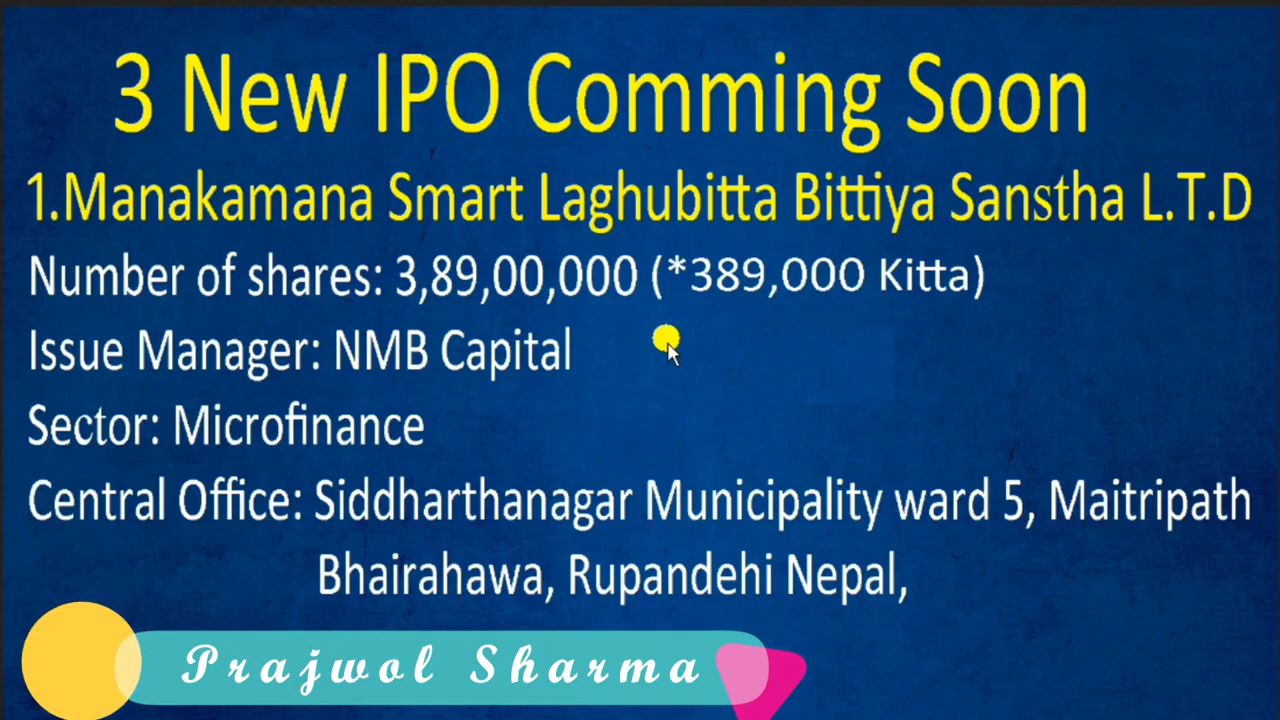 3 New IPO Comming Soon
1.Manakamana Smart Laghubitta Bittiya Sanstha L.T.D
Number of shares: 3,89,00,000 (*389,000 Kitta)
Issue Manager: NMB Capital
Sector: Microfinance
Central Office: Siddharthanagar Municipality ward 5, Maitripath
Bhairahawa, Rupandehi Nepal,
Prajwol Sharma